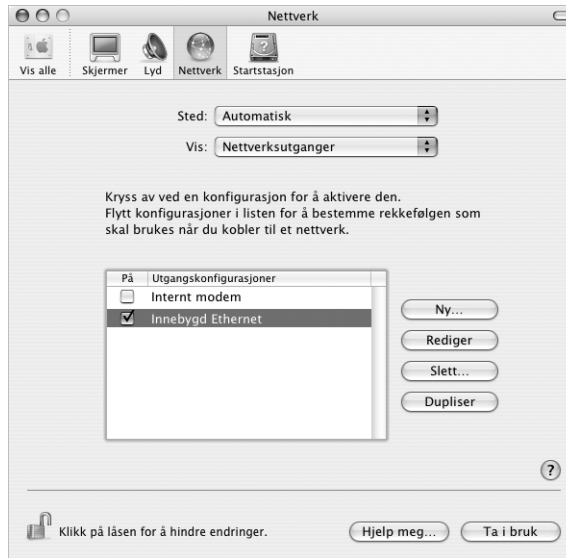 Nettverk
Vis alle Skjermer Lyd Nettverk Startstasjon
Sted: Automatisk
Vis: Nettverksutganger
Kryss av ved en konfigurasjon for å aktivere den.
Flytt konfigurasjoner i listen for å bestemme rekkefølgen som
skal brukes når du kobler til et nettverk.
På Utgangskonfigurasjoner
Internt modem
Innebygd Ethernet
Ny...
Rediger
Slett...
Dupliser
?
Klikk på låsen for å hindre endringer.
Hjelp meg... Ta i bruk